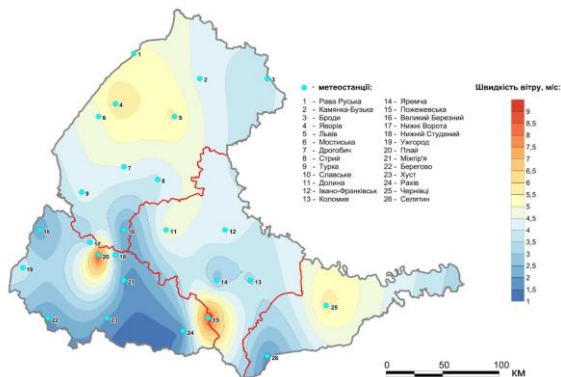 - метеостанції:
1 - Рава Руська
2 - Камянка-Бузька
3 - Броди
4 - Яворів
5 - Львів
6 - Мостиська
7 - Дрогобич
8 - Стрий
9 - Турка
10 - Славське
11 - Долина
12 - Івано-Франківськ
13 - Коломия
14 - Яремча
15 - Пожежевська
16 - Великий Березний
17 - Нижні Ворота
18 - Нижній Студений
19 - Ужгород
20 - Плай
21 - Міжгір'я
22 - Берегово
23 - Хуст
24 - Рахів
25 - Чернівці
26 - Селятин
Швидкість вітру, м/с:
9
8,5
8
7,5
7
6,5
6
5,5
5
4,5
4
3,5
3
2,5
2
1,5
1
1
2
3
4
5
6
7
8
9
10
11
12
16
17
18
19
20
21
14
13
15
22
23
24
25
26
0 50 100
КМ